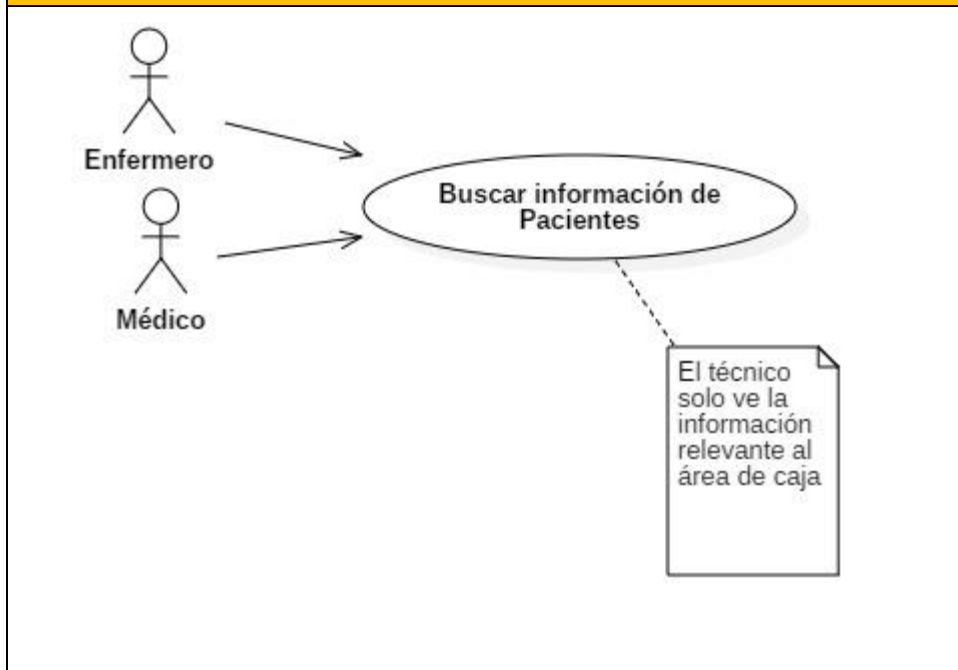 Enfermero
Buscar información de
Pacientes
Médico
El técnico
solo ve la
información
relevante al
área de caja